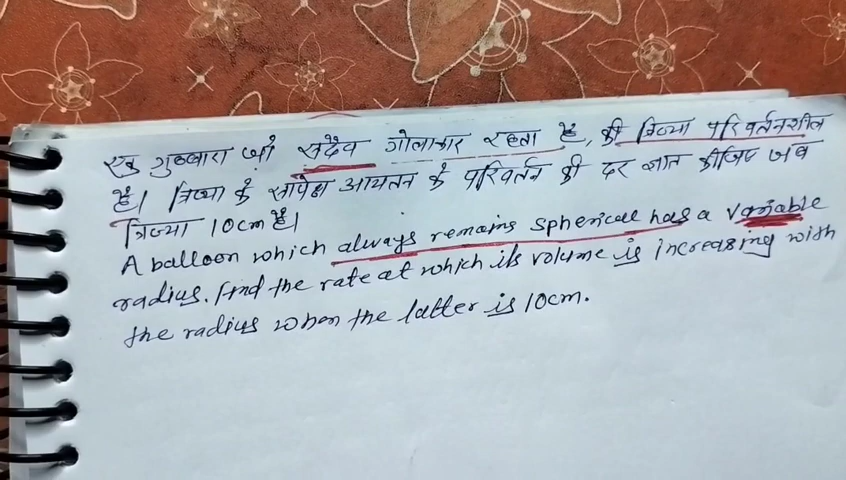 एक गुब्बारा जो सदैव गोलाकार रहता है, की त्रिज्या परिवर्तनशील
है। त्रिज्या के सापेक्ष आयतन के परिवर्तन की दर ज्ञात कीजिए जब
त्रिज्या 10cm है।
A balloon which always remains spherical has a variable
radius. find the rate at which its volume is increasing with
the radius when the latter is 10cm.